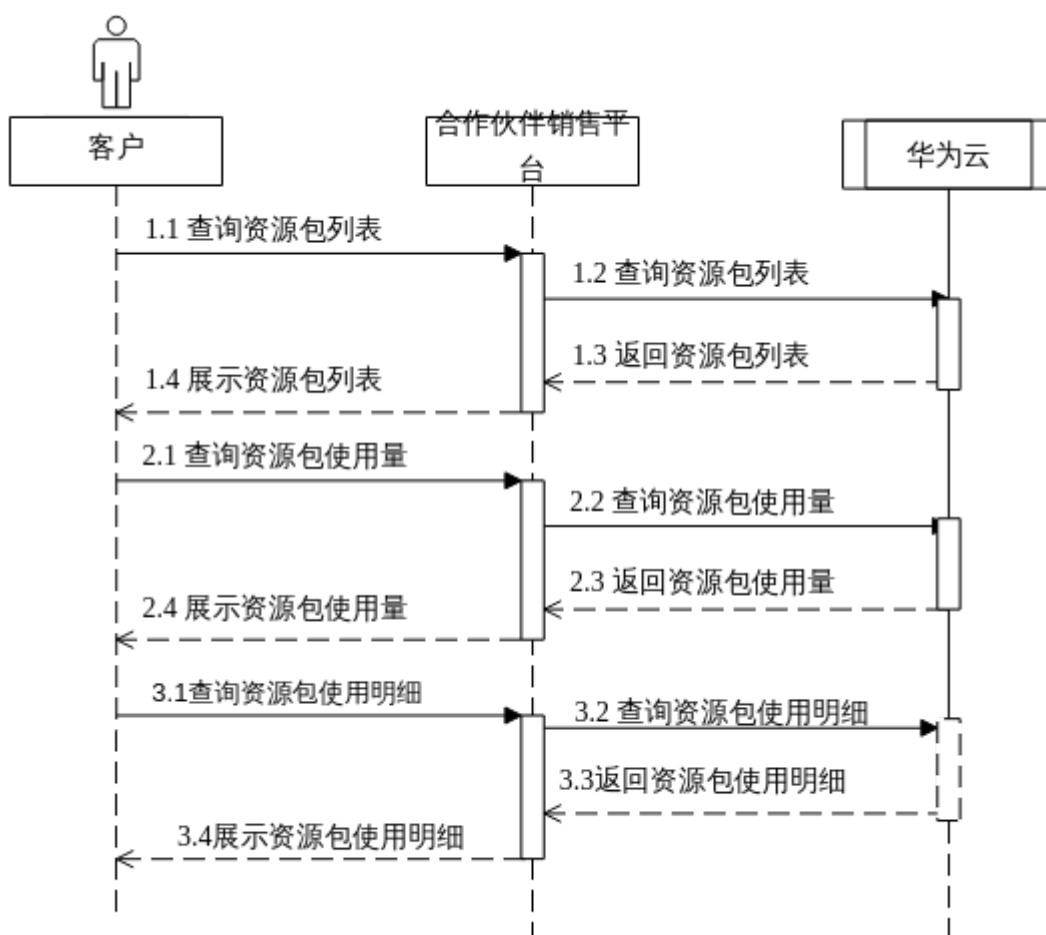 客户
合作伙伴销售平
台
华为云
1.1 查询资源包列表
1.2 查询资源包列表
1.3 返回资源包列表
1.4 展示资源包列表
2.1 查询资源包使用量
2.2 查询资源包使用量
2.3 返回资源包使用量
2.4 展示资源包使用量
3.1查询资源包使用明细
3.2 查询资源包使用明细
3.3返回资源包使用明细
3.4展示资源包使用明细